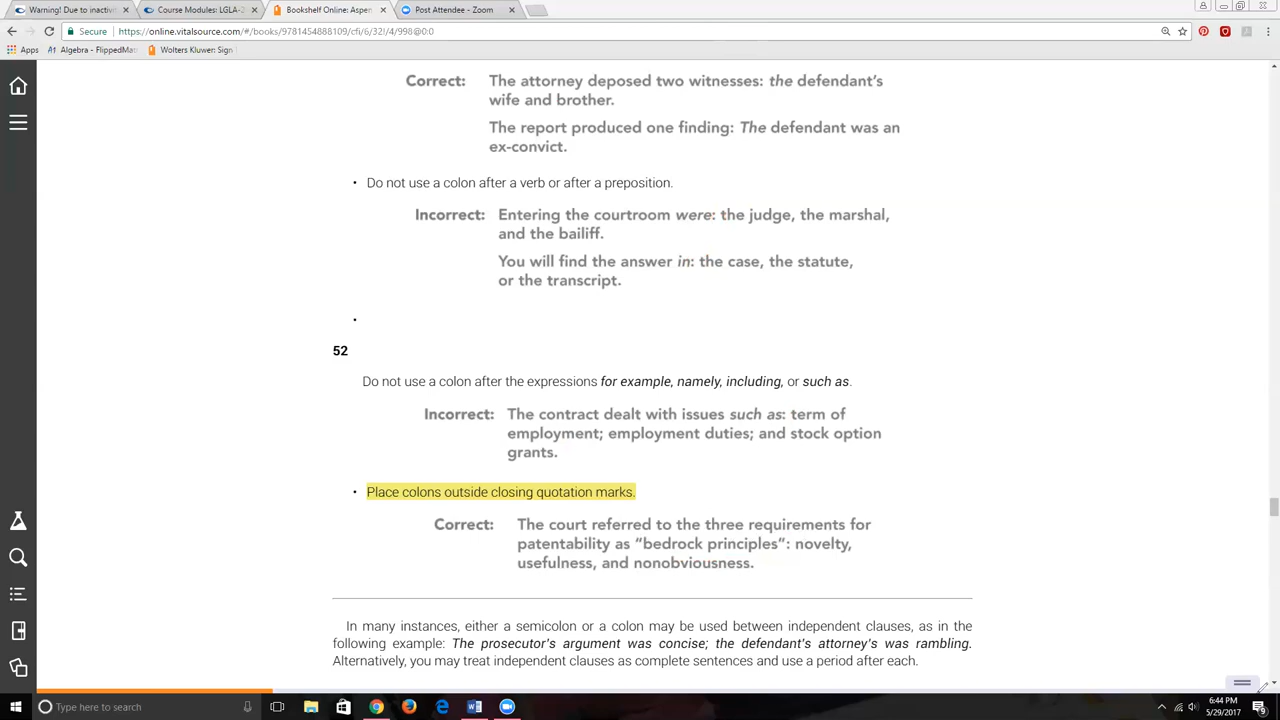 Warning! Due to inactivit
Course Modules: LGLA-2
Bookshelf Online: Aspen
Post Attendee - Zoom
Secure
https://online.vitalsource.com/#/books/9781454888109/cfi/6/32!/4/998@0:0
Apps
Algebra - FlippedMat
Wolters Kluwer: Sign
Correct: The attorney deposed two witnesses: the defendant's
wife and brother.
The report produced one finding: The defendant was an
ex-convict.
• Do not use a colon after a verb or after a preposition.
Incorrect: Entering the courtroom were: the judge, the marshal,
and the bailiff.
You will find the answer in: the case, the statute,
or the transcript.
•
52
Do not use a colon after the expressions for example, namely, including, or such as.
Incorrect: The contract dealt with issues such as: term of
employment; employment duties; and stock option
grants.
• Place colons outside closing quotation marks.
Correct: The court referred to the three requirements for
patentability as “bedrock principles”: novelty,
usefulness, and nonobviousness.
In many instances, either a semicolon or a colon may be used between independent clauses, as in the
following example: The prosecutor's argument was concise; the defendant's attorney's was rambling.
Alternatively, you may treat independent clauses as complete sentences and use a period after each.
Type here to search
6:44 PM
5/29/2017